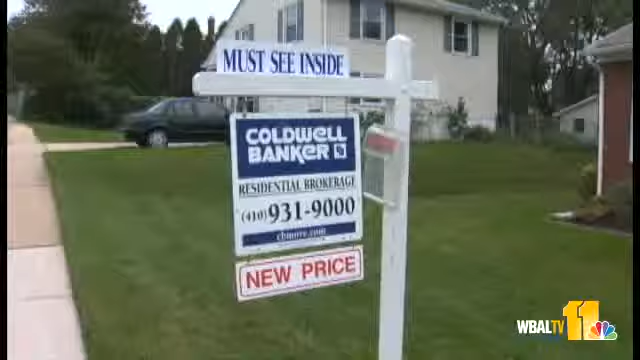 MUST SEE INSIDE
COLDWELL
BANKER
RESIDENTIAL BROKERAGE
(410) 931-9000
cbmove.com
NEW PRICE
WBALTV 11